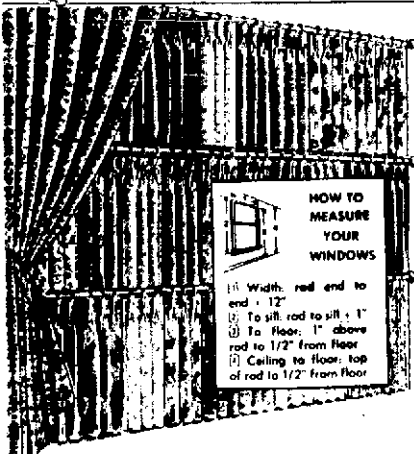 HOW TO
MEASURE
YOUR
WINDOWS
1 Width: rod end to
end + 12"
2 To sill: rod to sill + 1"
3 To floor: 1" above
rod to 1/2" from floor
4 Ceiling to floor: top
of rod to 1/2" from floor